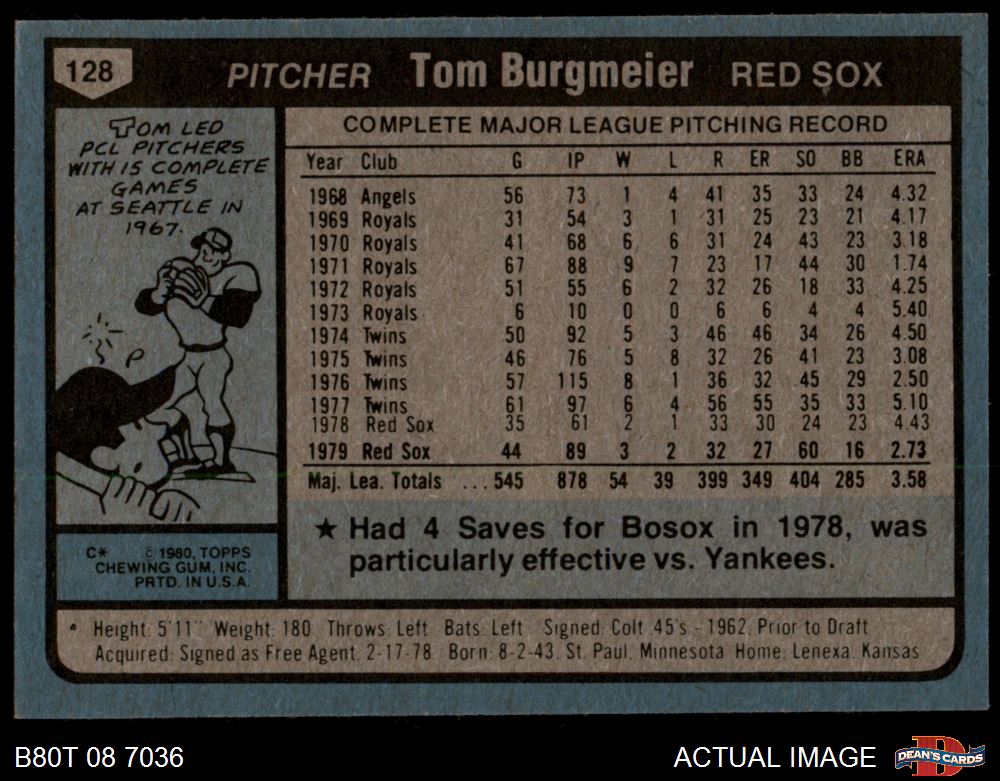 128
PITCHER Tom Burgmeier RED SOX
TOM LED
PCL PITCHERS
WITH 15 COMPLETE
GAMES
AT SEATTLE IN
1967.
P
C* © 1980, TOPPS
CHEWING GUM, INC.
PRTD. IN U.S.A.
COMPLETE MAJOR LEAGUE PITCHING RECORD
Year Club G IP W L R ER SO BB ERA
1968 Angels 56 73 1 4 41 35 33 24 4.32
1969 Royals 31 54 3 1 31 25 23 21 4.17
1970 Royals 41 68 6 6 31 24 43 23 3.18
1971 Royals 67 88 9 7 23 17 44 30 1.74
1972 Royals 51 55 6 2 32 26 18 33 4.25
1973 Royals 6 10 0 0 6 6 4 4 5.40
1974 Twins 50 92 5 3 46 46 34 26 4.50
1975 Twins 46 76 5 8 32 26 41 23 3.08
1976 Twins 57 115 8 1 36 32 45 29 2.50
1977 Twins 61 97 6 4 56 55 35 33 5.10
1978 Red Sox 35 61 2 1 33 30 24 23 4.43
1979 Red Sox 44 89 3 2 32 27 60 16 2.73
Maj. Lea. Totals ... 545 878 54 39 399 349 404 285 3.58
★ Had 4 Saves for Bosox in 1978, was
particularly effective vs. Yankees.
Height: 5'11" Weight: 180 Throws: Left Bats: Left Signed: Colt .45's - 1962, Prior to Draft
Acquired: Signed as Free Agent, 2-17-78 Born: 8-2-43, St. Paul, Minnesota Home: Lenexa, Kansas
B80T 08 7036
ACTUAL IMAGE
D
DEAN'S CARDS